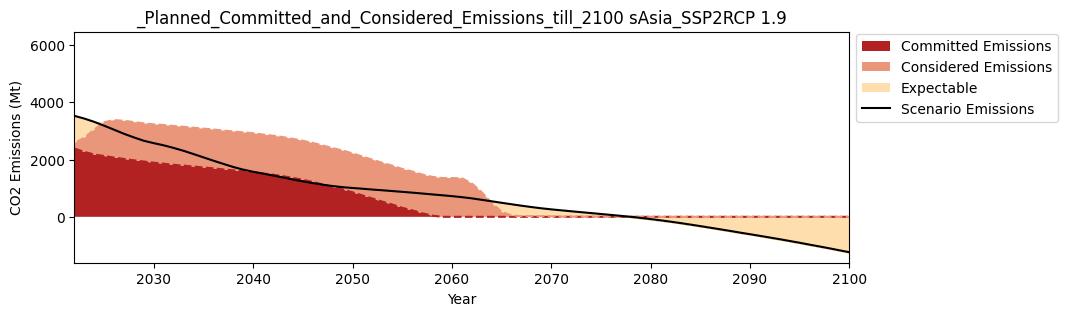 _Planned_Committed_and_Considered_Emissions_till_2100 sAsia_SSP2RCP 1.9
CO2 Emissions (Mt)
6000
4000
2000
0
2030
2040
2050
2060
2070
2080
2090
2100
Year
Committed Emissions
Considered Emissions
Expectable
Scenario Emissions